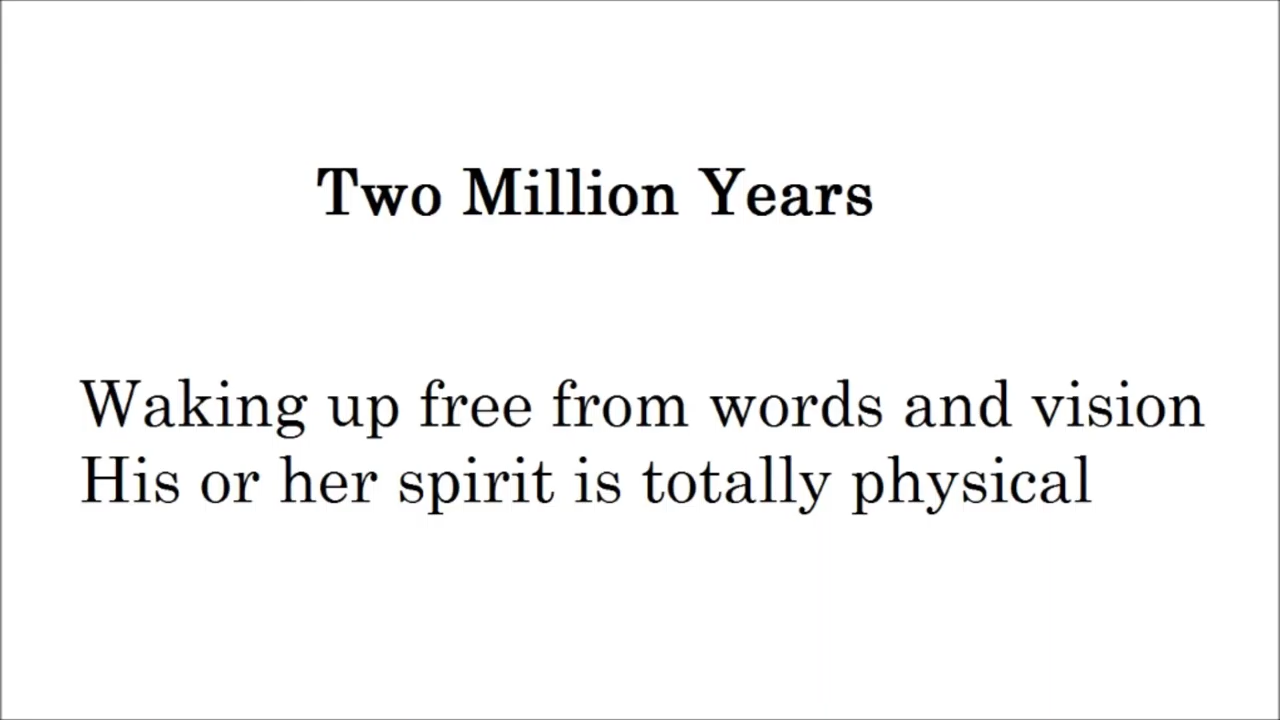 Two Million Years
Waking up free from words and vision
His or her spirit is totally physical